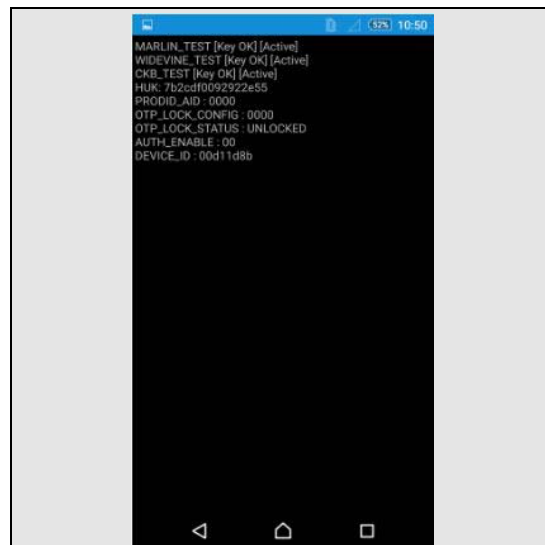 52% 10:50
MARLIN_TEST [Key OK] [Active]
WIDEVINE_TEST [Key OK] [Active]
CKB_TEST [Key OK] [Active]
HUK: 7b2cdf0092922e55
PRODID_AID : 0000
OTP_LOCK_CONFIG : 0000
OTP_LOCK_STATUS : UNLOCKED
AUTH_ENABLE : 00
DEVICE_ID : 00d11d8b